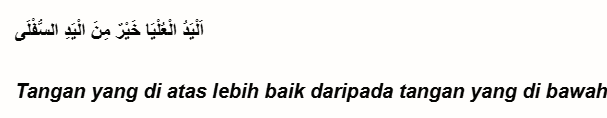 اَلْيَدُ الْعُلْيَا خَيْرٌ مِنَ الْيَدِ السُّفْلَى
Tangan yang di atas lebih baik daripada tangan yang di bawah